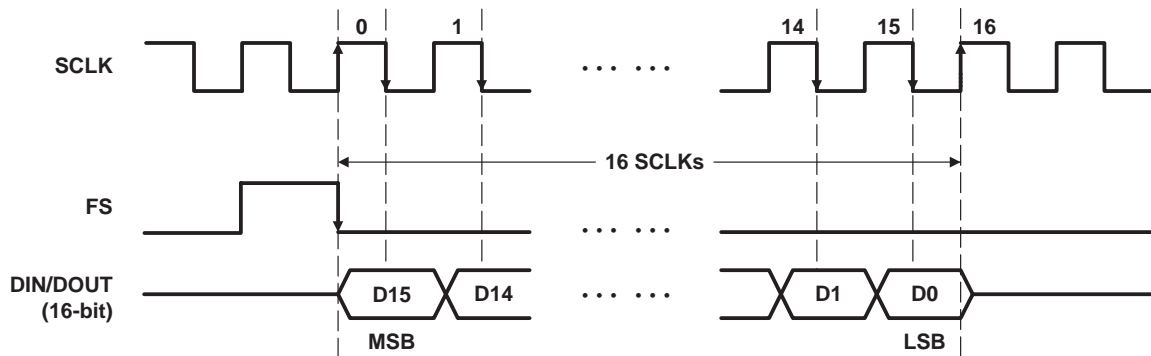 0 1 14 15 16
SCLK
... ... ... ...
16 SCLKs
FS
... ... ... ...
DIN/DOUT
(16-bit)
D15 D14 ... ... D1 D0
MSB LSB